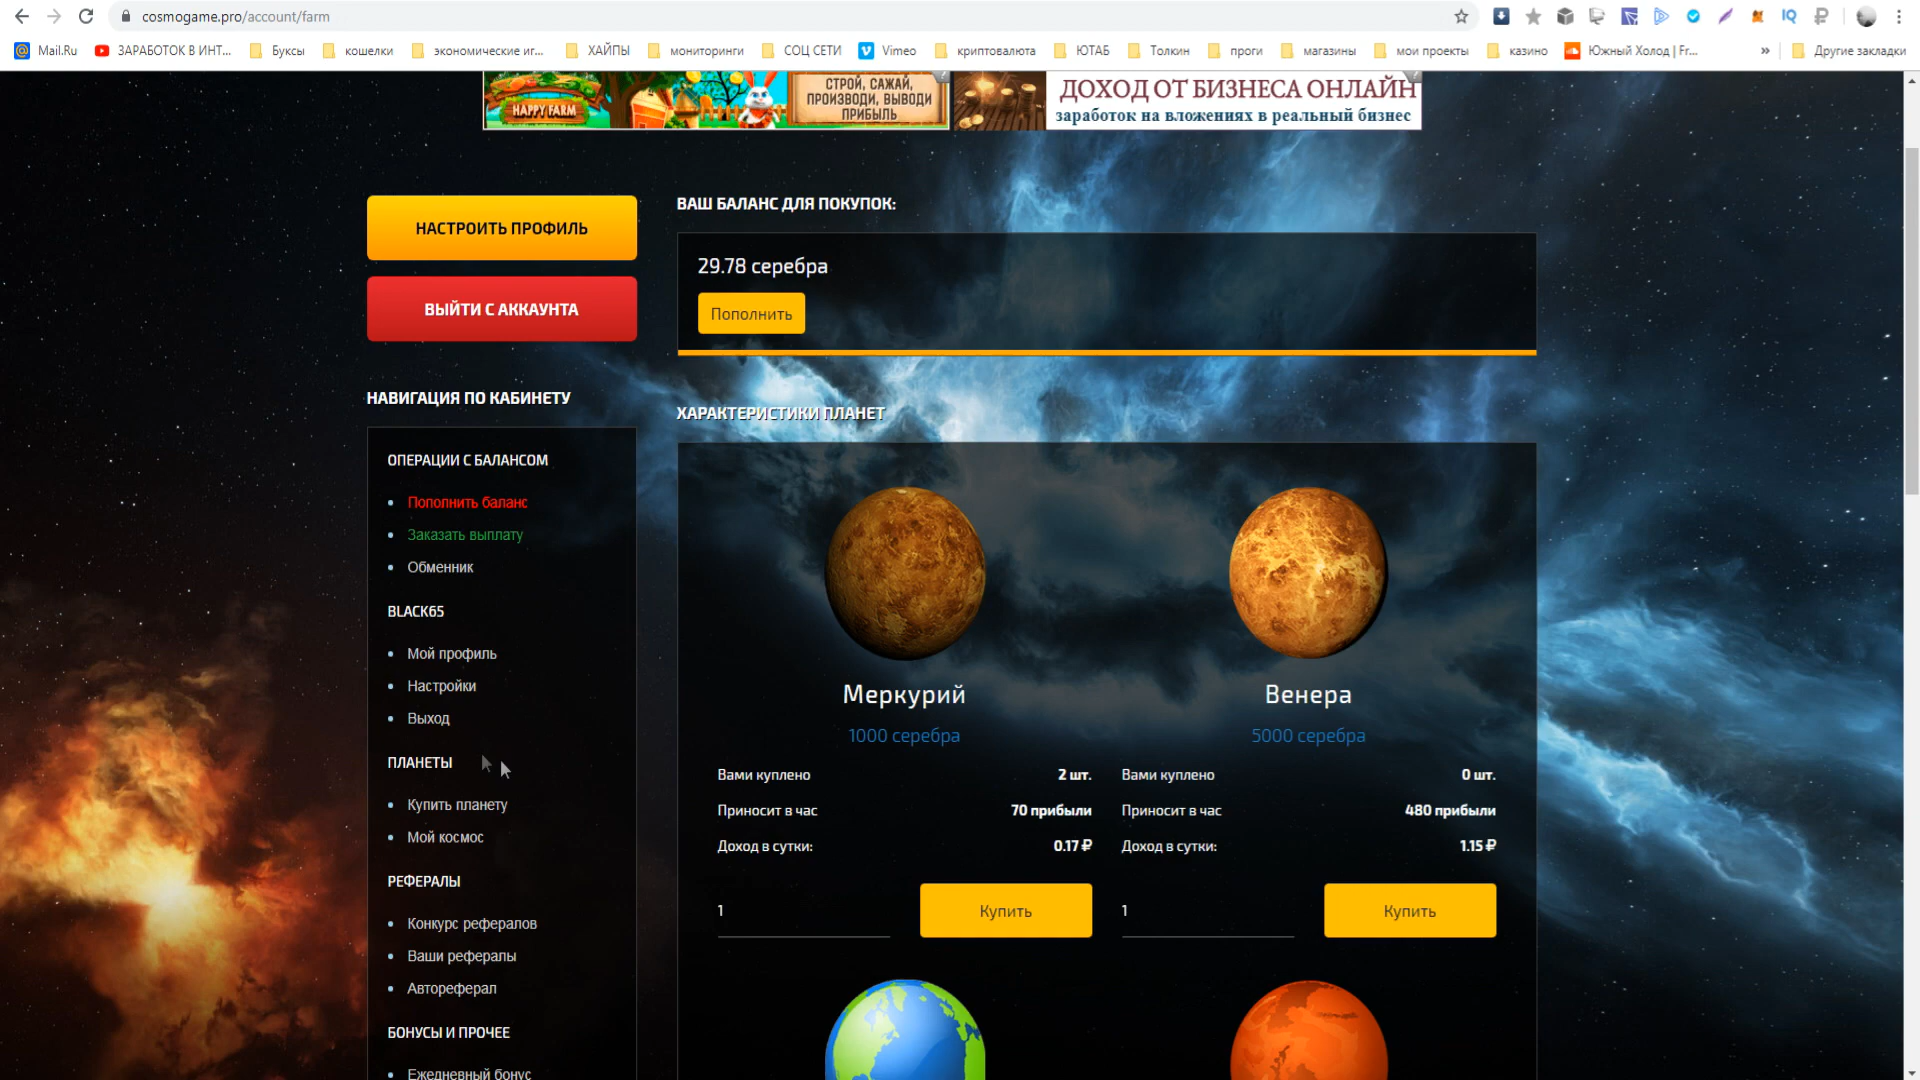 cosmogame.pro/account/farm
Mail.Ru
ЗАРАБОТОК В ИНТ...
Буксы
кошелки
экономические иг...
ХАЙПЫ
мониторинги
СОЦ СЕТИ
Vimeo
криптовалюта
ЮТАБ
Толкин
проги
магазины
мои проекты
казино
Южный Холод | Fr...
»
Другие закладки
HAPPY FARM
СТРОЙ, САЖАЙ,
ПРОИЗВОДИ, ВЫВОДИ
ПРИБЫЛЬ
ДОХОД ОТ БИЗНЕСА ОНЛАЙН
заработок на вложениях в реальный бизнес
НАСТРОИТЬ ПРОФИЛЬ
ВЫЙТИ С АККАУНТА
НАВИГАЦИЯ ПО КАБИНЕТУ
ОПЕРАЦИИ С БАЛАНСОМ
Пополнить баланс
Заказать выплату
Обменник
BLACK65
Мой профиль
Настройки
Выход
ПЛАНЕТЫ
Купить планету
Мой космос
РЕФЕРАЛЫ
Конкурс рефералов
Ваши рефералы
Автореферал
БОНУСЫ И ПРОЧЕЕ
Ежедневный бонус
ВАШ БАЛАНС ДЛЯ ПОКУПОК:
29.78 серебра
Пополнить
ХАРАКТЕРИСТИКИ ПЛАНЕТ
Меркурий
1000 серебра
Вами куплено 2 шт.
Приносит в час 70 прибыли
Доход в сутки: 0.17 ₽
1 Купить
Венера
5000 серебра
Вами куплено 0 шт.
Приносит в час 480 прибыли
Доход в сутки: 1.15 ₽
1 Купить